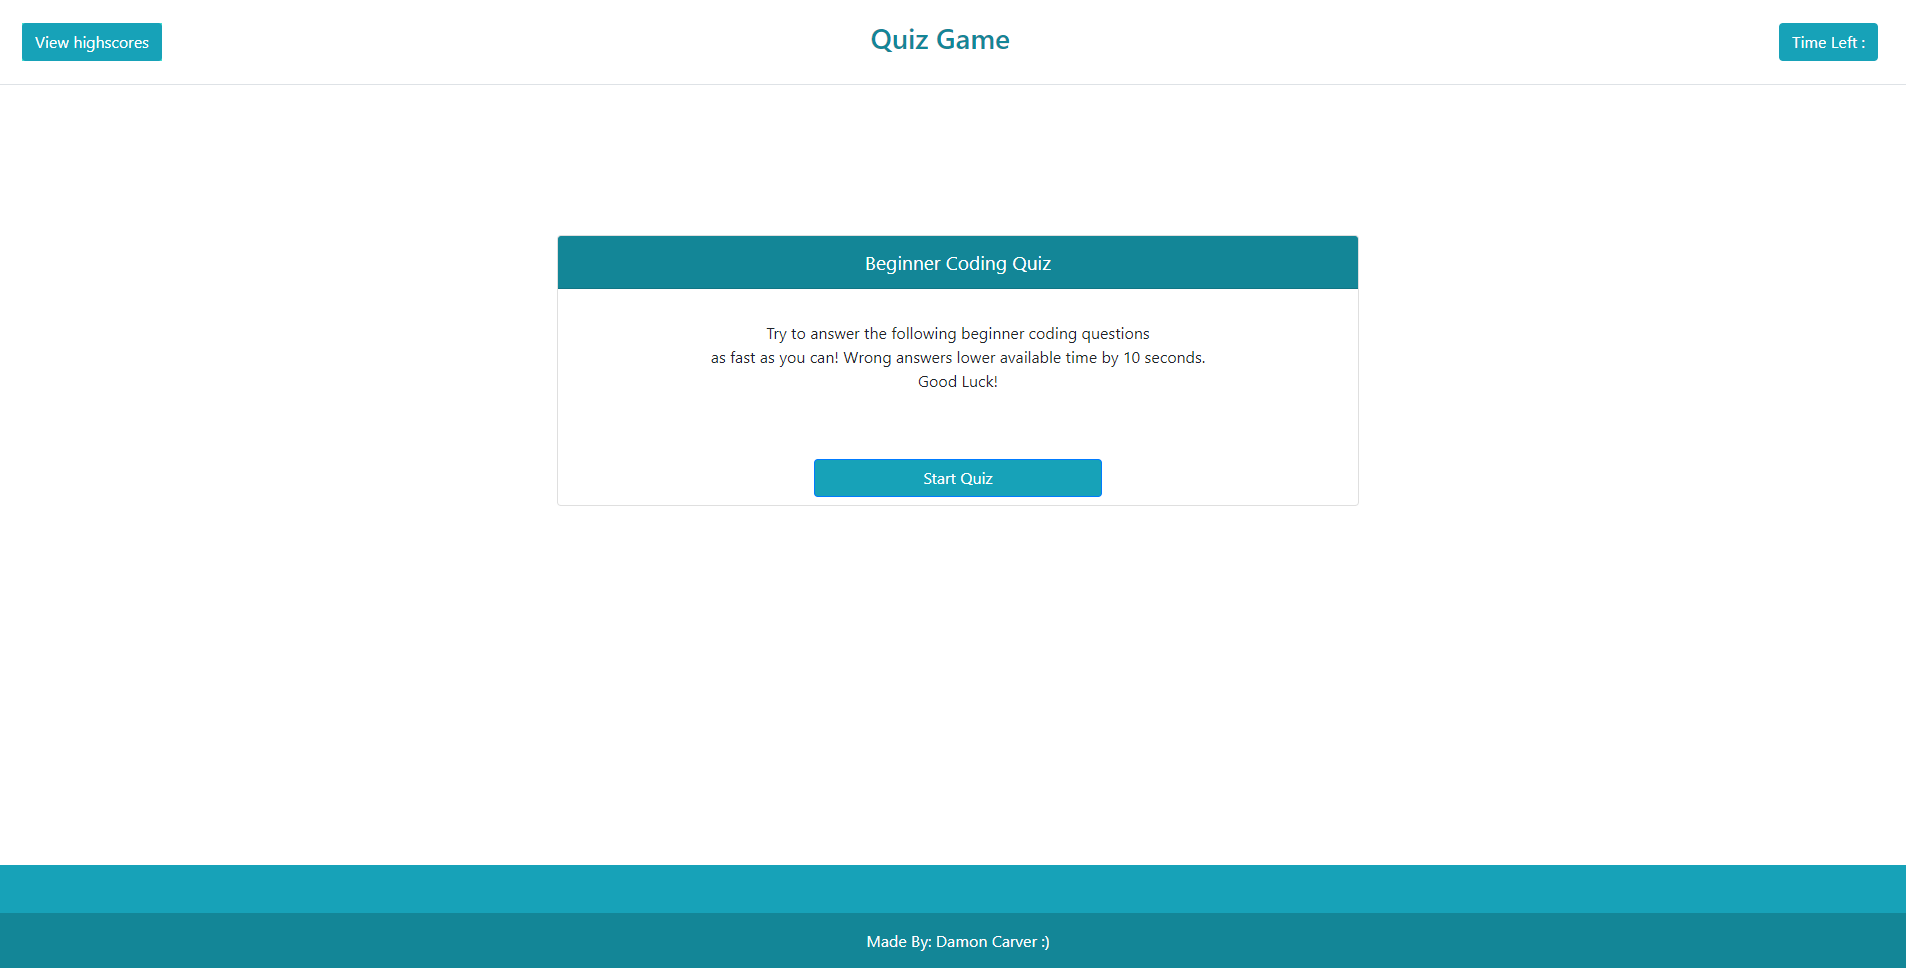 View highscores
Quiz Game
Time Left :
Beginner Coding Quiz
Try to answer the following beginner coding questions
as fast as you can! Wrong answers lower available time by 10 seconds.
Good Luck!
Start Quiz
Made By: Damon Carver :)